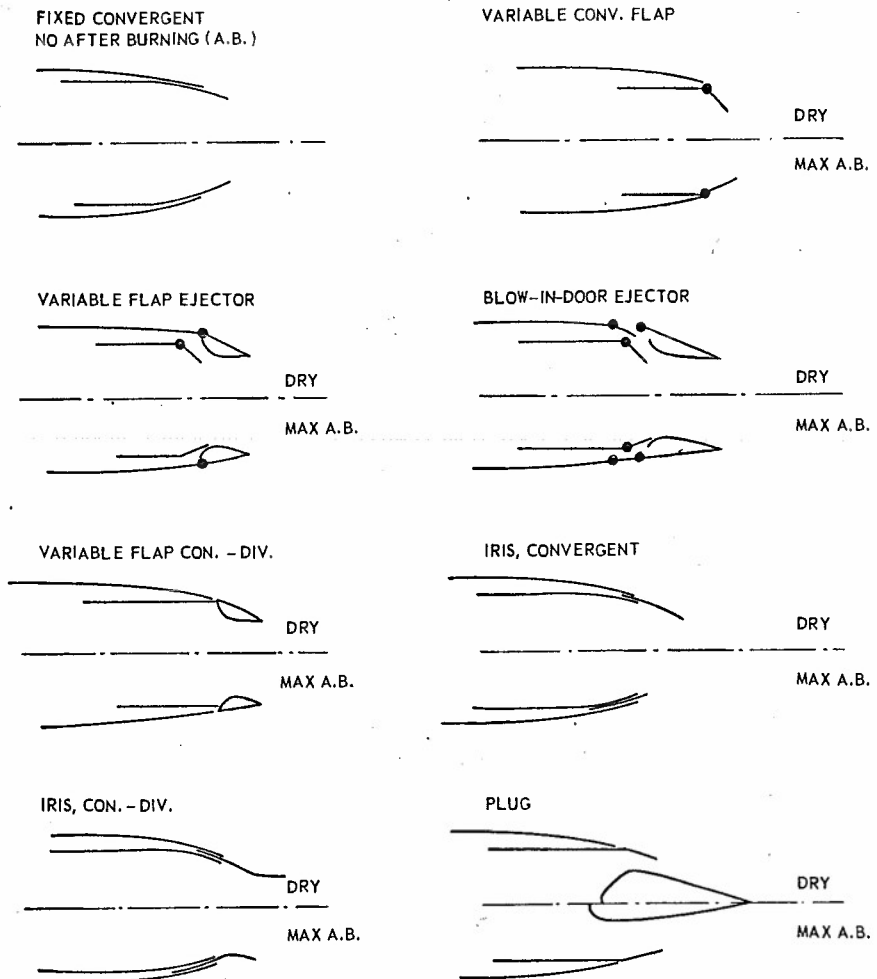 FIXED CONVERGENT
NO AFTER BURNING (A.B.)
VARIABLE CONV. FLAP
DRY
MAX A.B.
VARIABLE FLAP EJECTOR
DRY
MAX A.B.
BLOW-IN-DOOR EJECTOR
DRY
MAX A.B.
VARIABLE FLAP CON. - DIV.
DRY
MAX A.B.
IRIS, CONVERGENT
DRY
MAX A.B.
IRIS, CON. - DIV.
DRY
MAX A.B.
PLUG
DRY
MAX A.B.